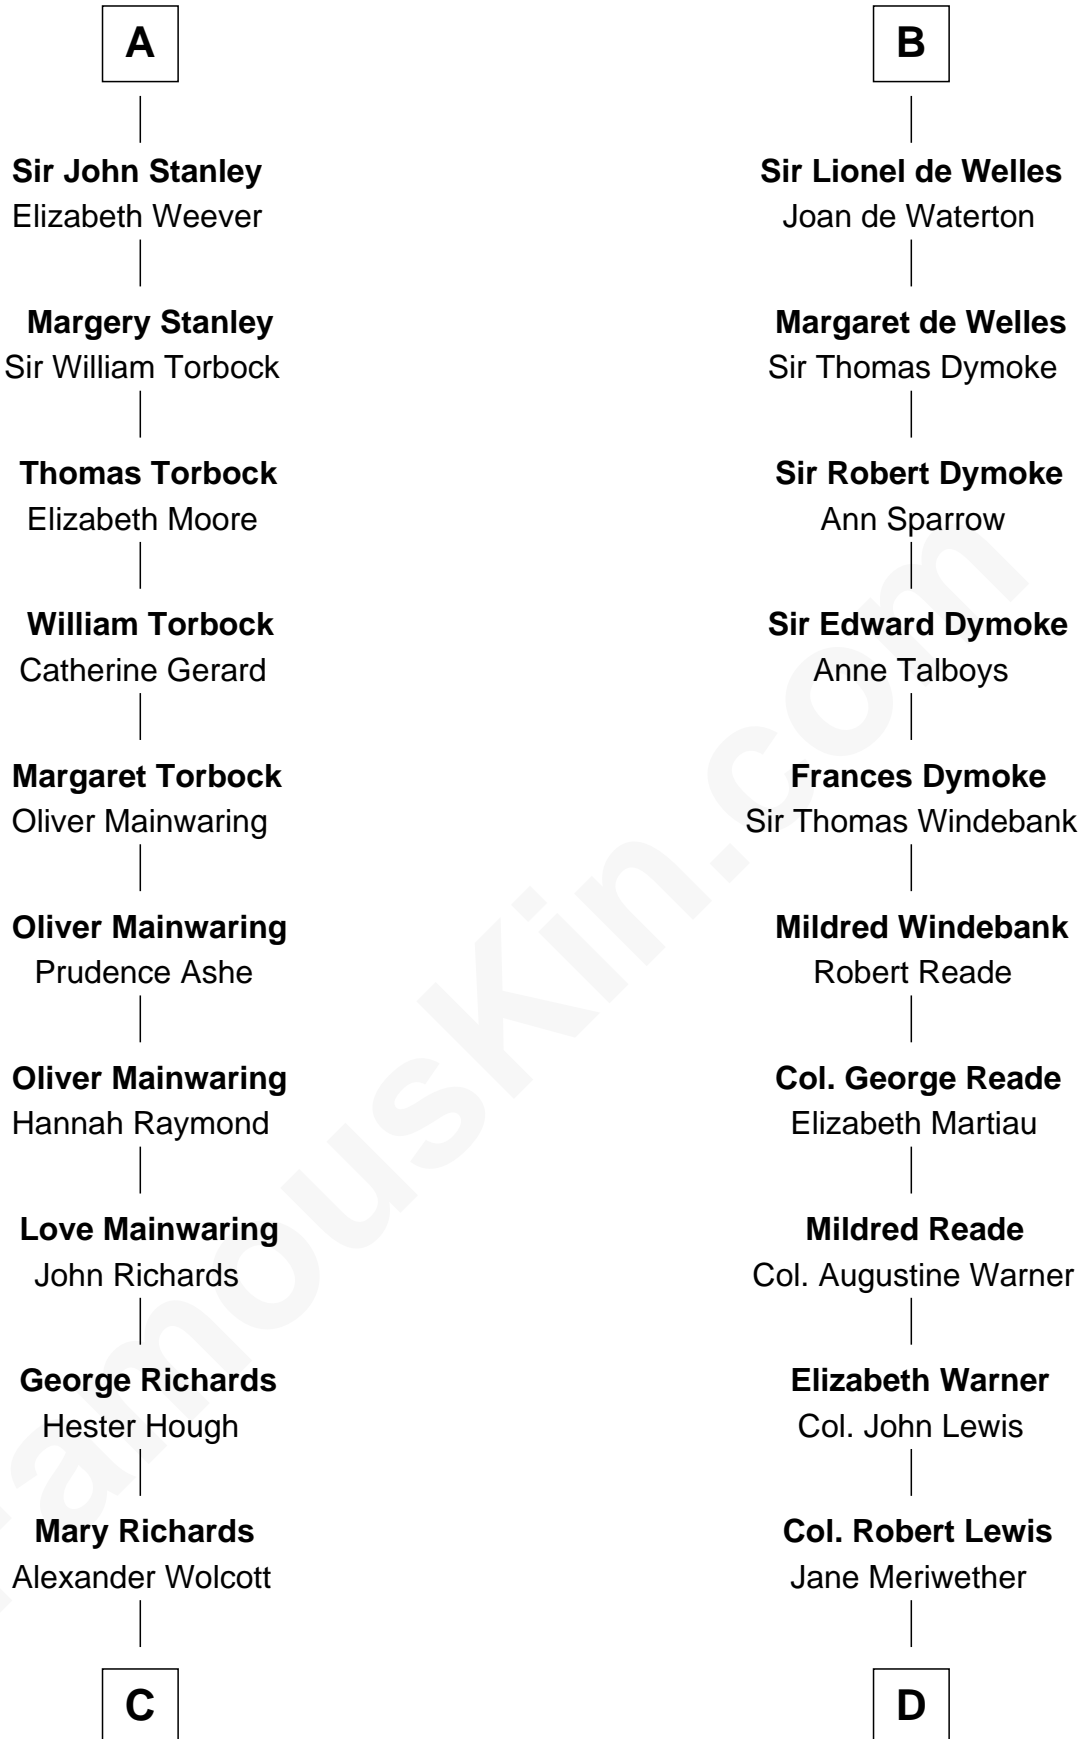 A
Sir John Stanley
Elizabeth Weever
Margery Stanley
Sir William Torbock
Thomas Torbock
Elizabeth Moore
William Torbock
Catherine Gerard
Margaret Torbock
Oliver Mainwaring
Oliver Mainwaring
Prudence Ashe
Oliver Mainwaring
Hannah Raymond
Love Mainwaring
John Richards
George Richards
Hester Hough
Mary Richards
Alexander Wolcott
C
B
Sir Lionel de Welles
Joan de Waterton
Margaret de Welles
Sir Thomas Dymoke
Sir Robert Dymoke
Ann Sparrow
Sir Edward Dymoke
Anne Talboys
Frances Dymoke
Sir Thomas Windebank
Mildred Windebank
Robert Reade
Col. George Reade
Elizabeth Martiau
Mildred Reade
Col. Augustine Warner
Elizabeth Warner
Col. John Lewis
Col. Robert Lewis
Jane Meriwether
D
FamousKin.com